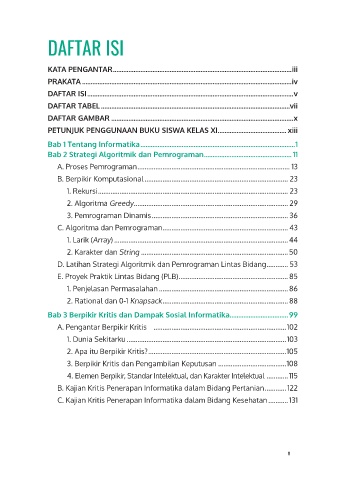 DAFTAR ISI
KATA PENGANTAR....................................................................................iii
PRAKATA...................................................................................................iv
DAFTAR ISI.................................................................................................v
DAFTAR TABEL.........................................................................................vii
DAFTAR GAMBAR......................................................................................x
PETUNJUK PENGGUNAAN BUKU SISWA KELAS XI................................xiii
Bab 1 Tentang Informatika.........................................................................1
Bab 2 Strategi Algoritmik dan Pemrograman.........................................11
A. Proses Pemrograman.......................................................................13
B. Berpikir Komputasional....................................................................23
1. Rekursi.........................................................................................23
2. Algoritma Greedy.........................................................................29
3. Pemrograman Dinamis................................................................36
C. Algoritma dan Pemrograman...........................................................43
1. Larik (Array).................................................................................44
2. Karakter dan String.....................................................................50
D. Latihan Strategi Algoritmik dan Pemrograman Lintas Bidang..........53
E. Proyek Praktik Lintas Bidang (PLB)...................................................85
1. Penjelasan Permasalahan............................................................86
2. Rational dan 0-1 Knapsack...........................................................88
Bab 3 Berpikir Kritis dan Dampak Sosial Informatika............................99
A. Pengantar Berpikir Kritis ................................................................102
1. Dunia Sekitarku...........................................................................103
2. Apa itu Berpikir Kritis?.................................................................105
3. Berpikir Kritis dan Pengambilan Keputusan................................108
4. Elemen Berpikir, Standar Intelektual, dan Karakter Intelektual...........115
B. Kajian Kritis Penerapan Informatika dalam Bidang Pertanian...........122
C. Kajian Kritis Penerapan Informatika dalam Bidang Kesehatan..........131